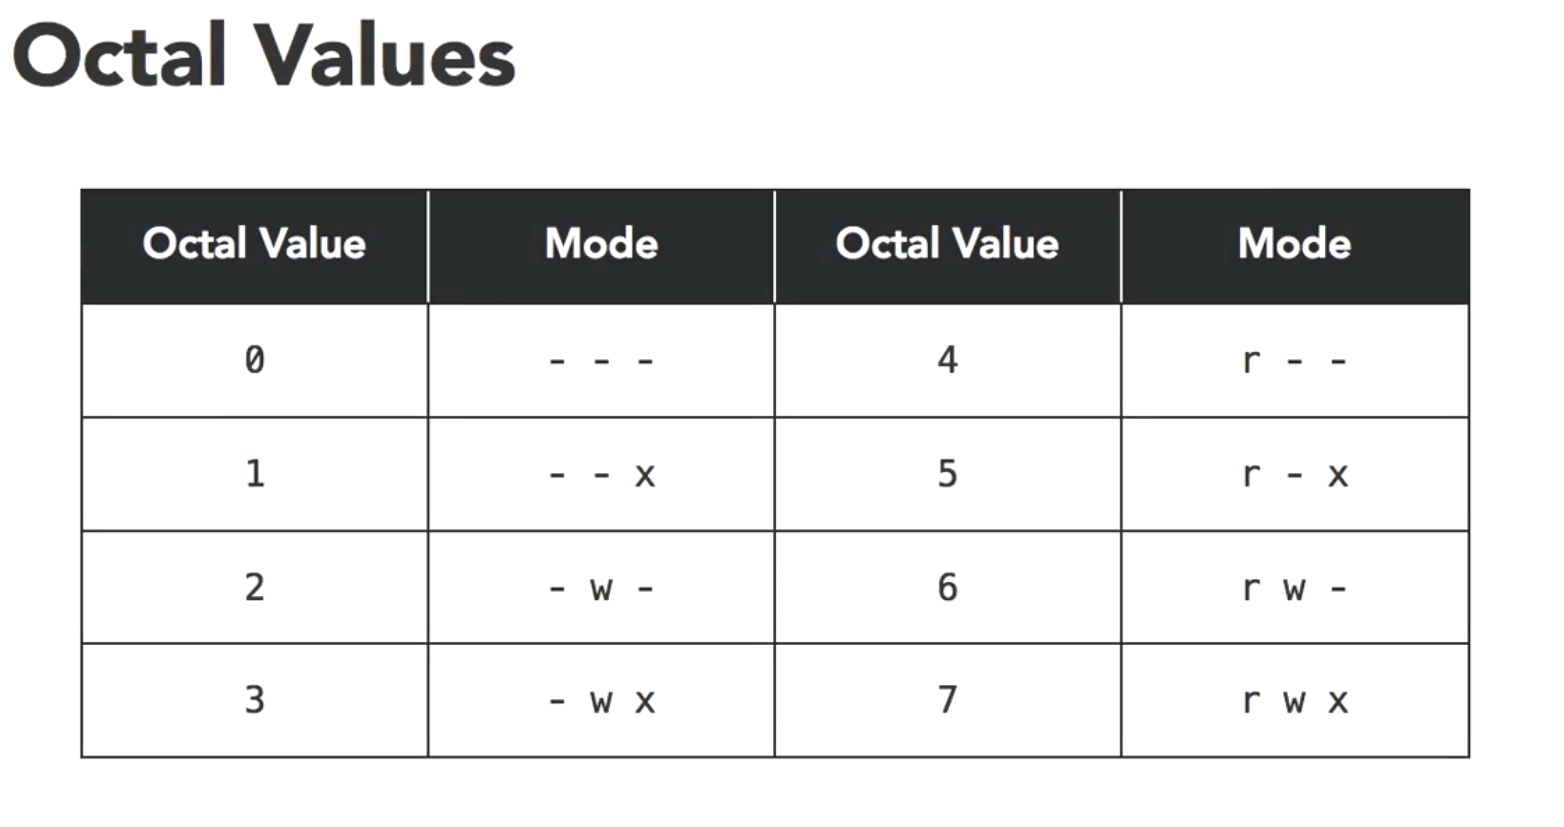 Octal Values
Octal Value Mode Octal Value Mode
0 - - - 4 r - -
1 - - x 5 r - x
2 - w - 6 r w -
3 - w x 7 r w x